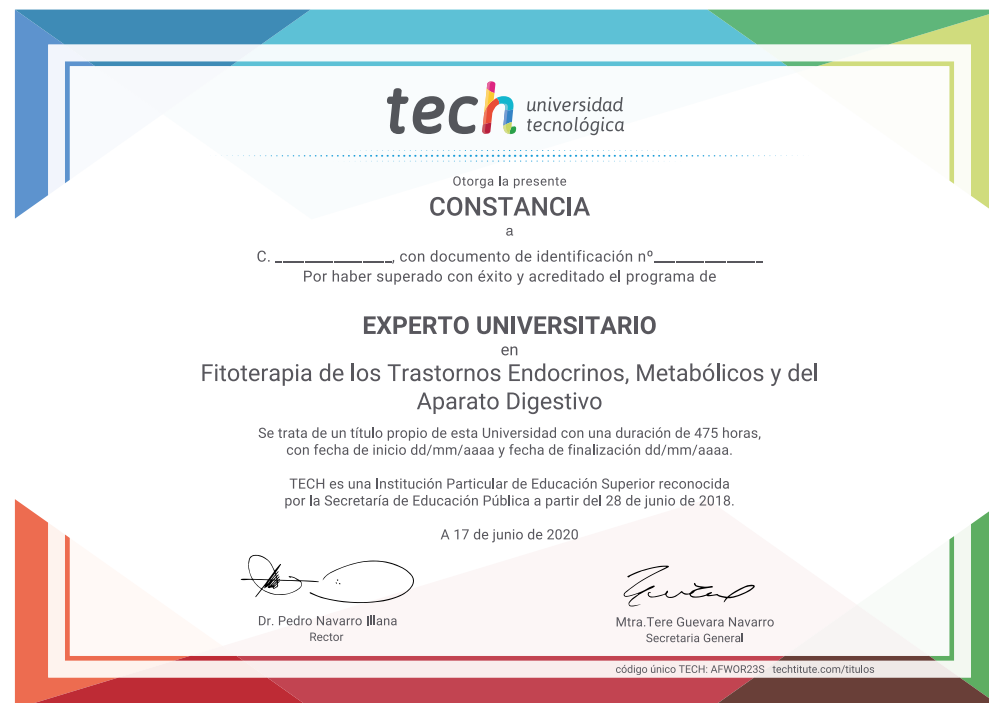 tech universidad
tecnológica
Otorga la presente
CONSTANCIA
a
C. ______________, con documento de identificación nº_____________
Por haber superado con éxito y acreditado el programa de
EXPERTO UNIVERSITARIO
en
Fitoterapia de los Trastornos Endocrinos, Metabólicos y del
Aparato Digestivo
Se trata de un título propio de esta Universidad con una duración de 475 horas,
con fecha de inicio dd/mm/aaaa y fecha de finalización dd/mm/aaaa.
TECH es una Institución Particular de Educación Superior reconocida
por la Secretaría de Educación Pública a partir del 28 de junio de 2018.
A 17 de junio de 2020
Dr. Pedro Navarro Illana
Rector
Mtra.Tere Guevara Navarro
Secretaria General
código único TECH: AFWOR23S techtitute.com/titulos